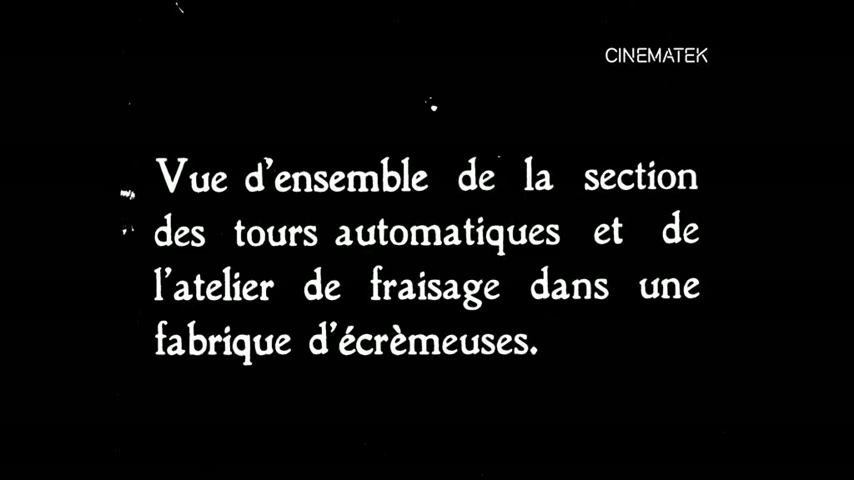 CINEMATEK
Vue d'ensemble de la section
des tours automatiques et de
l'atelier de fraisage dans une
fabrique d'écrèmeuses.